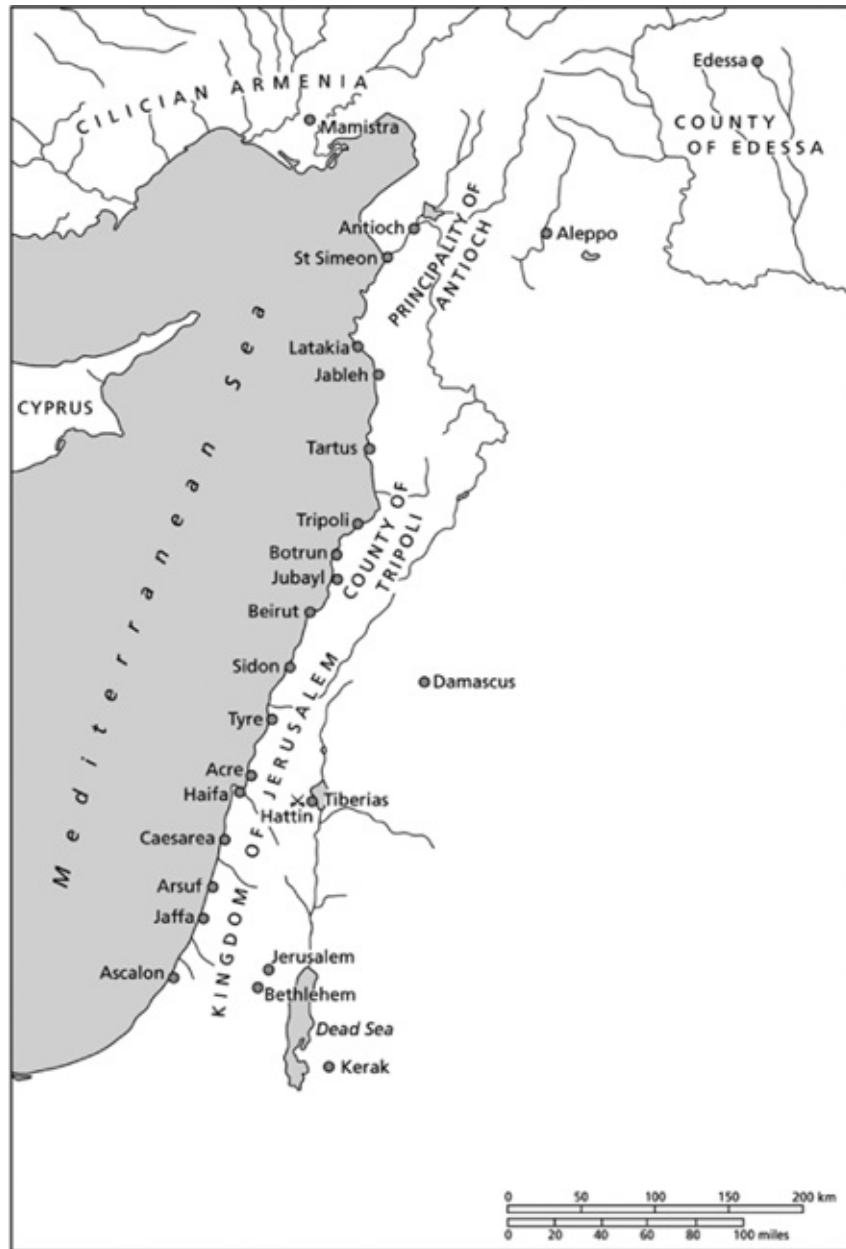 Edessa
CILICIAN ARMENIA
Mamistra
COUNTY
OF EDESSA
Antioch
PRINCIPALITY OF
ANTIOCH
Aleppo
St Simeon
Latakia
Jableh
CYPRUS
Mediterranean Sea
Tartus
Tripoli
COUNTY OF
TRIPOLI
Botrun
Jubayl
Beirut
Sidon
Damascus
Tyre
KINGDOM OF JERUSALEM
Acre
Haifa
Tiberias
Hattin
Caesarea
Arsuf
Jaffa
Jerusalem
Ascalon
Bethlehem
Dead Sea
Kerak
0 50 100 150 200 km
0 20 40 60 80 100 miles